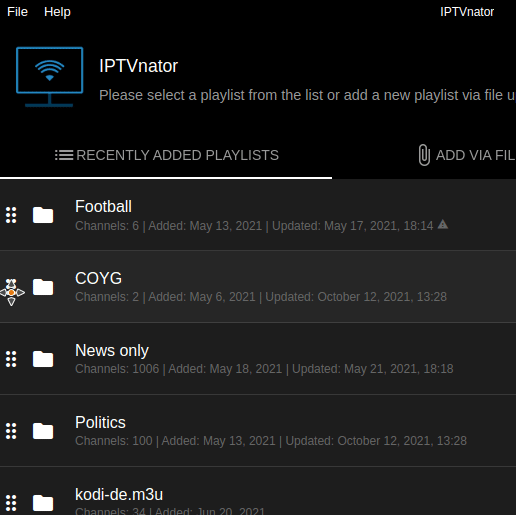 File Help IPTVnator
IPTVnator
Please select a playlist from the list or add a new playlist via file u
RECENTLY ADDED PLAYLISTS ADD VIA FIL
Football
Channels: 6 | Added: May 13, 2021 | Updated: May 17, 2021, 18:14
COYG
Channels: 2 | Added: May 6, 2021 | Updated: October 12, 2021, 13:28
News only
Channels: 1006 | Added: May 18, 2021 | Updated: May 21, 2021, 18:18
Politics
Channels: 100 | Added: May 13, 2021 | Updated: October 12, 2021, 13:28
kodi-de.m3u
Channels: 34 | Added: Jun 20, 2021